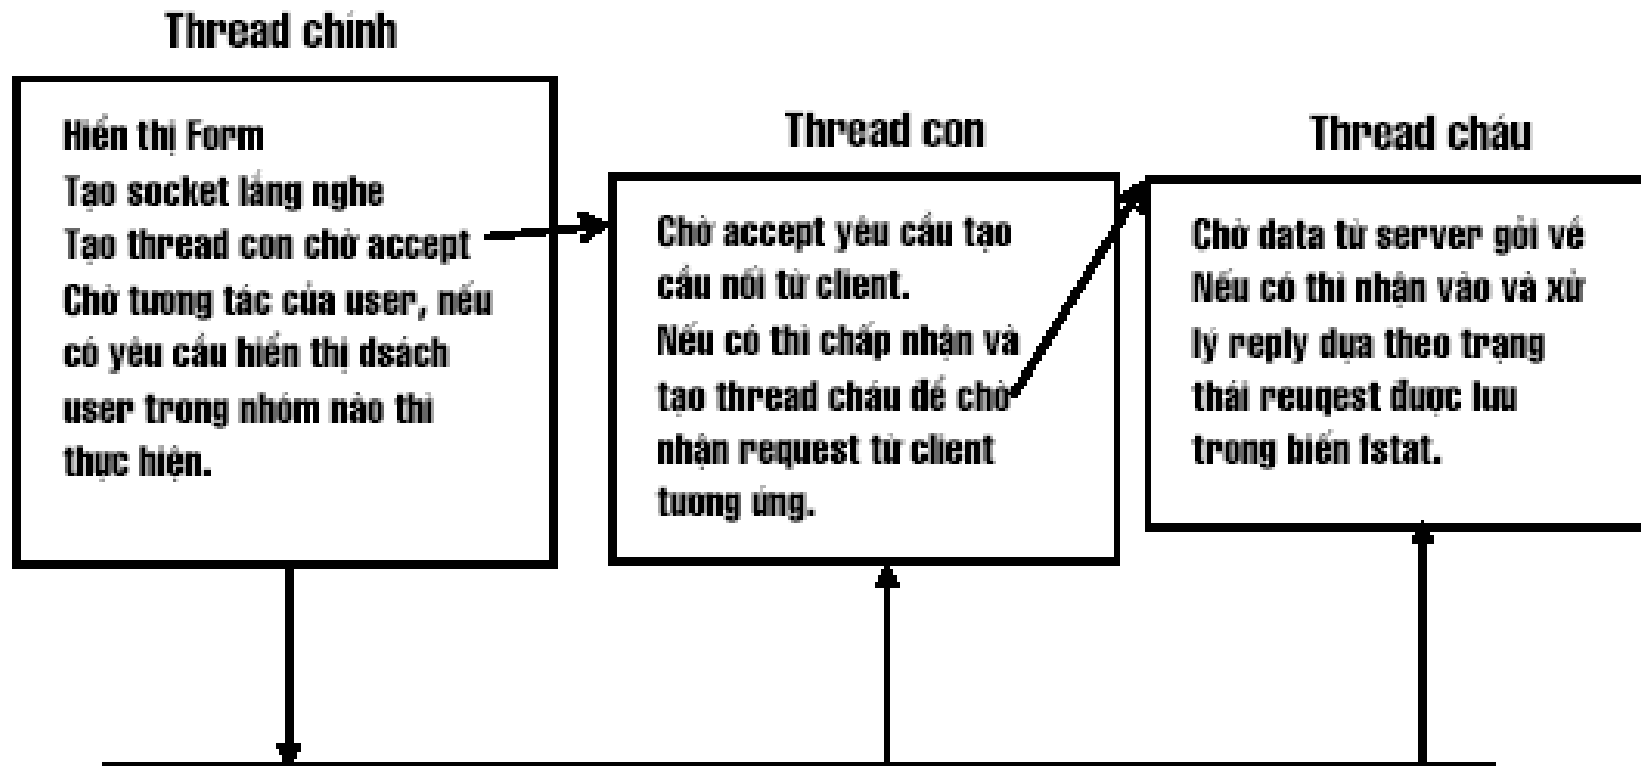 Thread chính
Hiển thị Form
Tạo socket lắng nghe
Tạo thread con chờ accept
Chờ tương tác của user, nếu
có yêu cầu hiển thị dsách
user trong nhóm nào thì
thực hiện.
Thread con
Chờ accept yêu cầu tạo
cầu nối từ client.
Nếu có thì chấp nhận và
tạo thread cháu để chờ
nhận request từ client
tương ứng.
Thread cháu
Chờ data từ server gởi về
Nếu có thì nhận vào và xử
lý reply dựa theo trạng
thái reuqest được lưu
trong biến fstat.